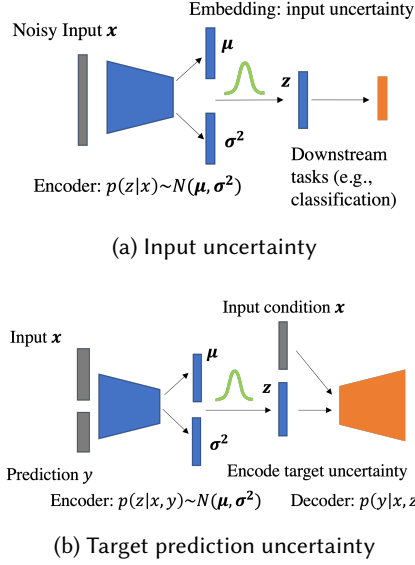 Embedding: input uncertainty
Noisy Input x
μ
z
σ²
Encoder: p(z|x)~N(μ, σ²)
Downstream
tasks (e.g.,
classification)
(a) Input uncertainty
Input condition x
Input x
μ
z
σ²
Prediction y
Encode target uncertainty
Encoder: p(z|x, y)~N(μ, σ²)
Decoder: p(y|x, z
(b) Target prediction uncertainty